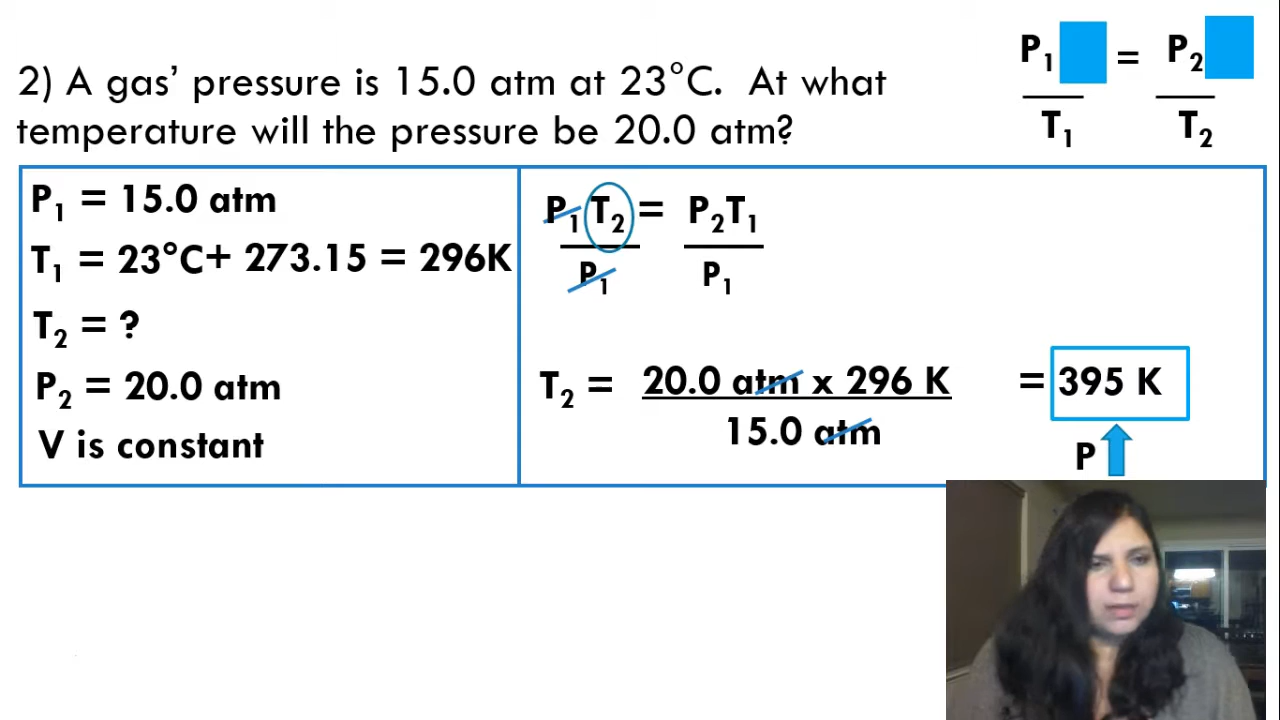 2) A gas’ pressure is 15.0 atm at 23°C. At what
temperature will the pressure be 20.0 atm?
P₁ = P₂
T₁ T₂
P₁ = 15.0 atm
T₁ = 23°C+ 273.15 = 296K
T₂ = ?
P₂ = 20.0 atm
V is constant
P₁ T₂ = P₂T₁
P₁ P₁
T₂ = 20.0 atm x 296 K = 395 K
15.0 atm
P